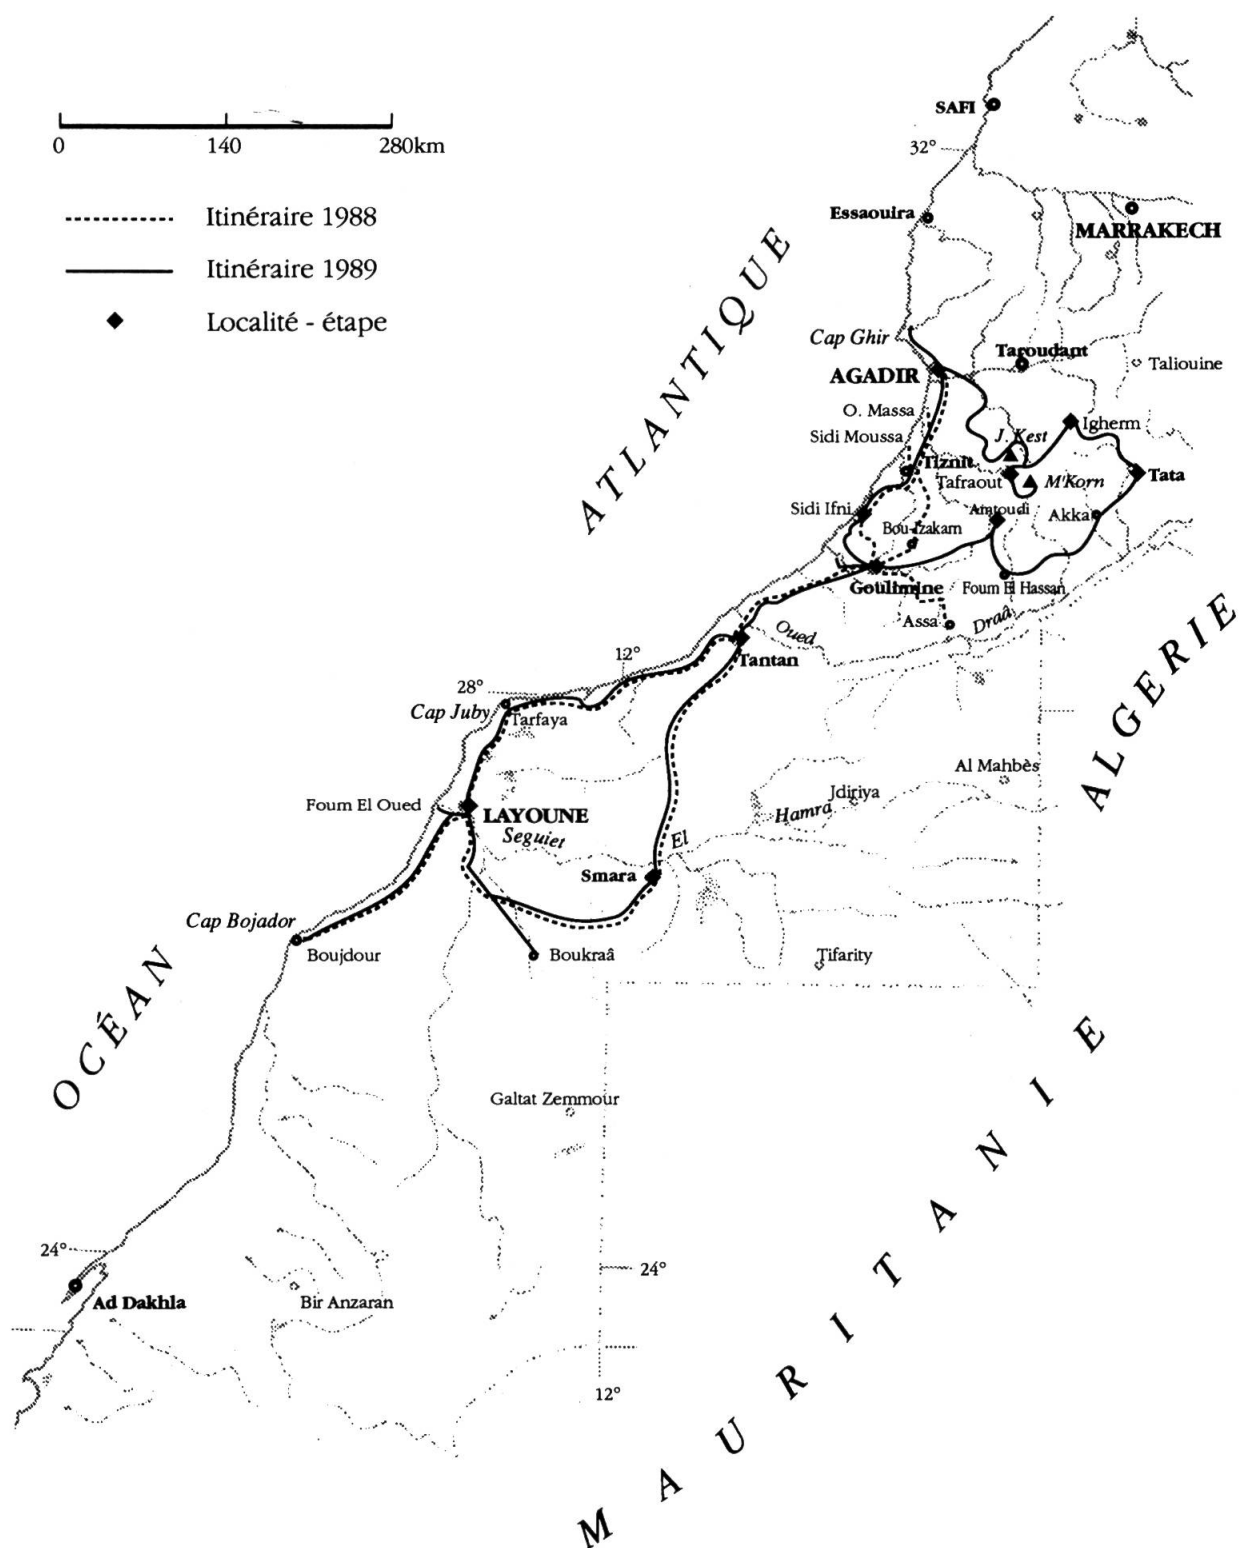 SAFI
0 140 280km
32°
Itinéraire 1988
Essaouira
MARRAKECH
Itinéraire 1989
Localité - étape
Cap Ghir
Taroudant
Taliouine
AGADIR
O. Massa
Igherm
Sidi Moussa
J. Kest
Tiznit
Tafraout
M'Korn
Tata
Sidi Ifni
Amtoudi
Akka
Bou-Izakarn
Goulimine
Foum El Hassan
Assa
Oued
Draâ
Tantan
12°
28°
Cap Juby
Tarfaya
Al Mahbès
Jdiriya
Foum El Oued
LAYOUNE
Hamra
Seguiet
El
Smara
Cap Bojador
Boujdour
Boukraâ
Tifarity
Galtat Zemmour
24°
24°
Ad Dakhla
Bir Anzaran
12°
OCÉAN ATLANTIQUE
ALGERIE
MAURITANIE